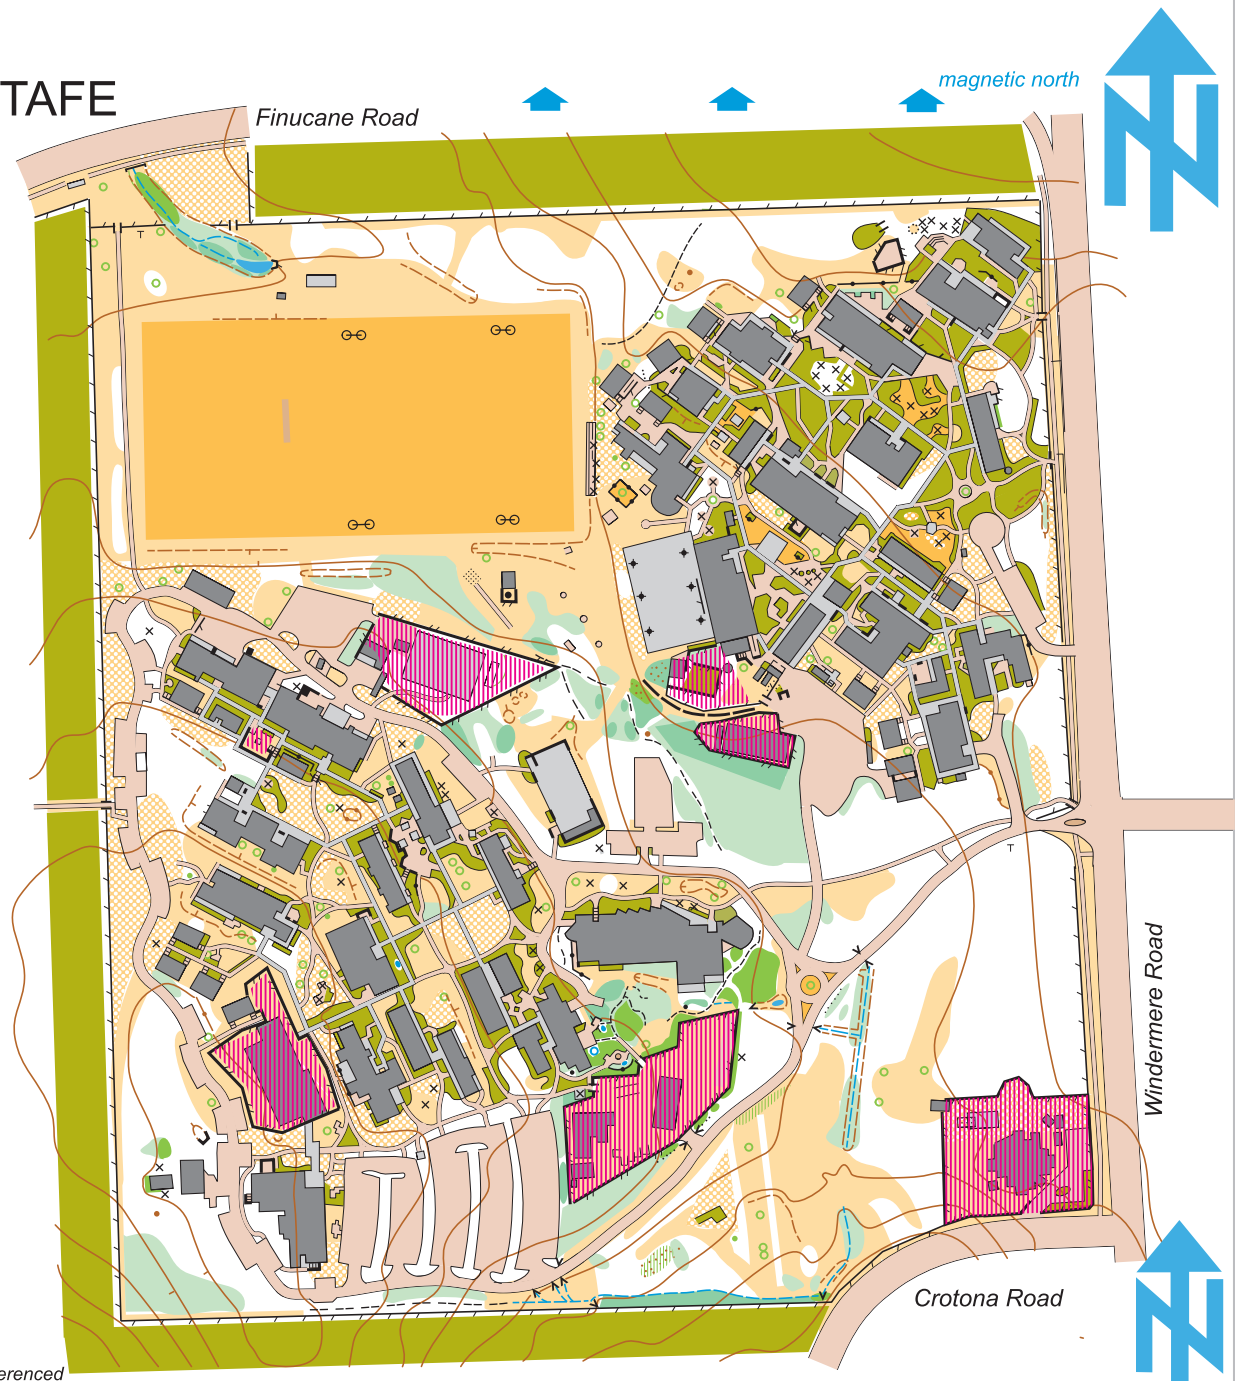 TAFE
Finucane Road
magnetic north
Windermere Road
Crotona Road
erenced